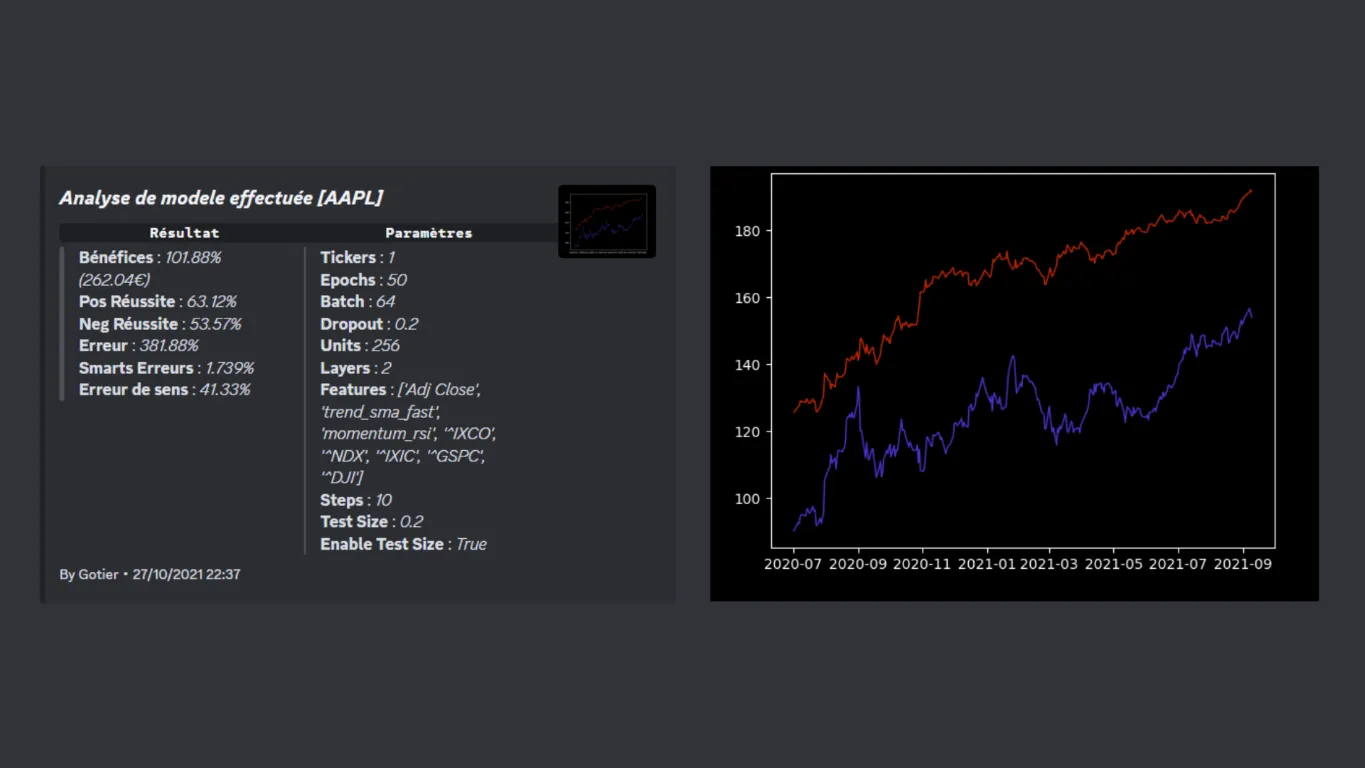 Analyse de modele effectuée [AAPL]
Résultat
Bénéfices : 101.88%
(262.04€)
Pos Réussite : 63.12%
Neg Réussite : 53.57%
Erreur : 381.88%
Smarts Erreurs : 1.739%
Erreur de sens : 41.33%
Paramètres
Tickers : 1
Epochs : 50
Batch : 64
Dropout : 0.2
Units : 256
Layers : 2
Features : ['Adj Close',
'trend_sma_fast',
'momentum_rsi', '^IXCO',
'^NDX', '^IXIC', '^GSPC',
'^DJI']
Steps : 10
Test Size : 0.2
Enable Test Size : True
By Gotier • 27/10/2021 22:37
180
160
140
120
100
2020-07 2020-09 2020-11 2021-01 2021-03 2021-05 2021-07 2021-09